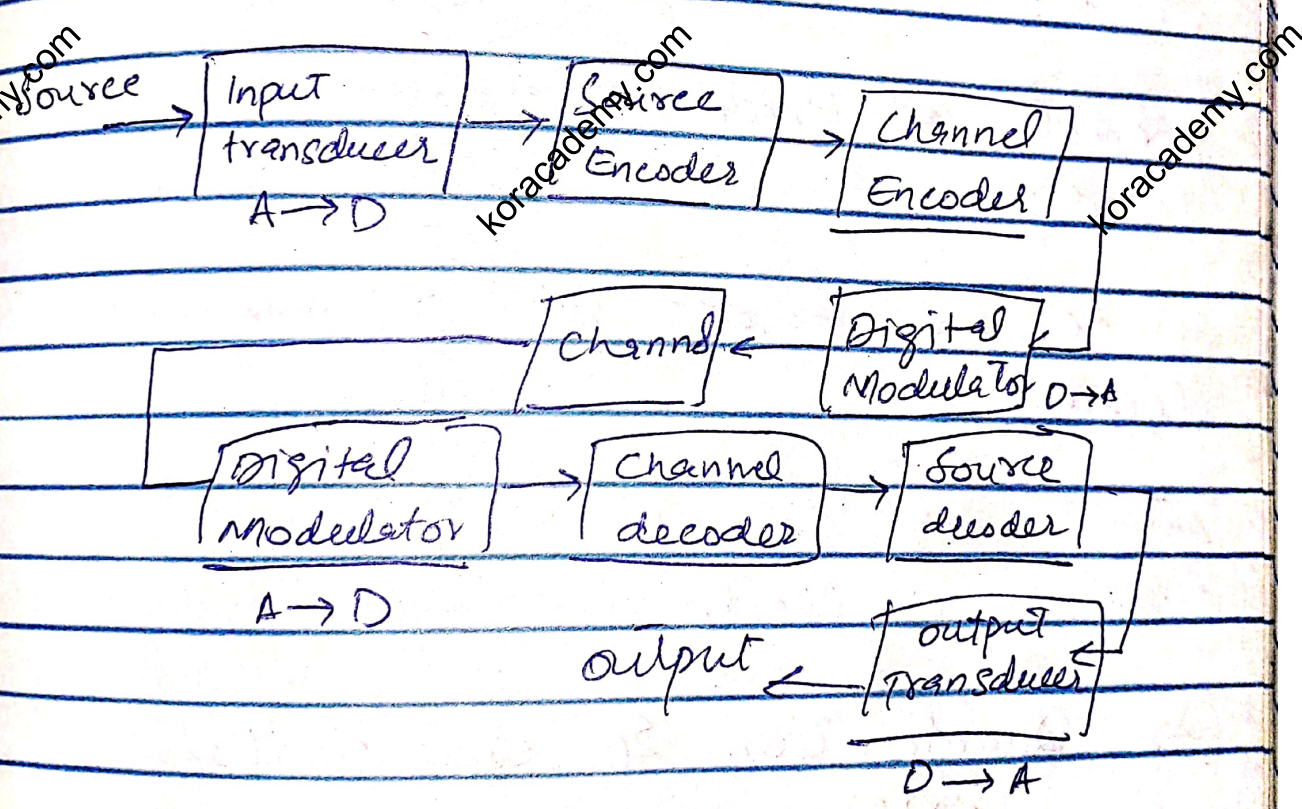 Source
Input
transducer
A → D
Source
Encoder
Channel
Encoder
Digital
Modulator
D → A
Channel
Digital
Modulator
A → D
Channel
decoder
Source
decoder
output
Transducer
D → A
output
ny.com
koracademy.com
koracademy.com